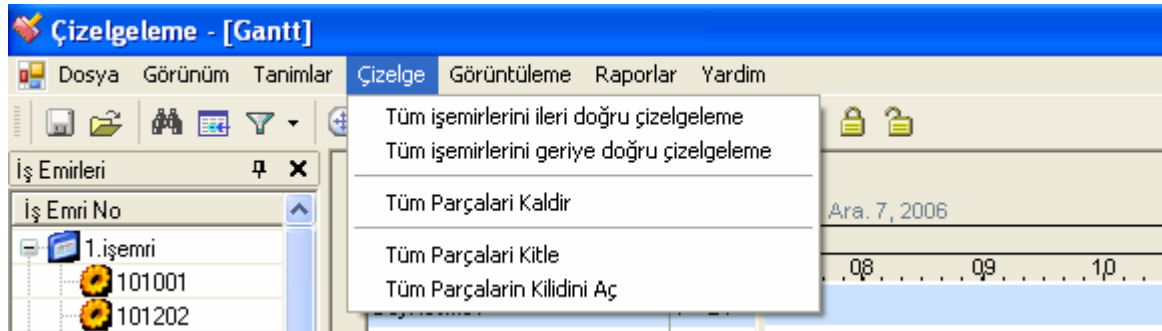 Çizelgeleme - [Gantt]
Dosya Görünüm Tanimlar Çizelge Görüntüleme Raporlar Yardim
Tüm işemirlerini ileri doğru çizelgeleme
Tüm işemirlerini geriye doğru çizelgeleme
Tüm Parçalari Kaldir
Tüm Parçalari Kitle
Tüm Parçalarin Kilidini Aç
İş Emirleri
İş Emri No
1.işemri
101001
101202
Ara. 7, 2006
08 09 10